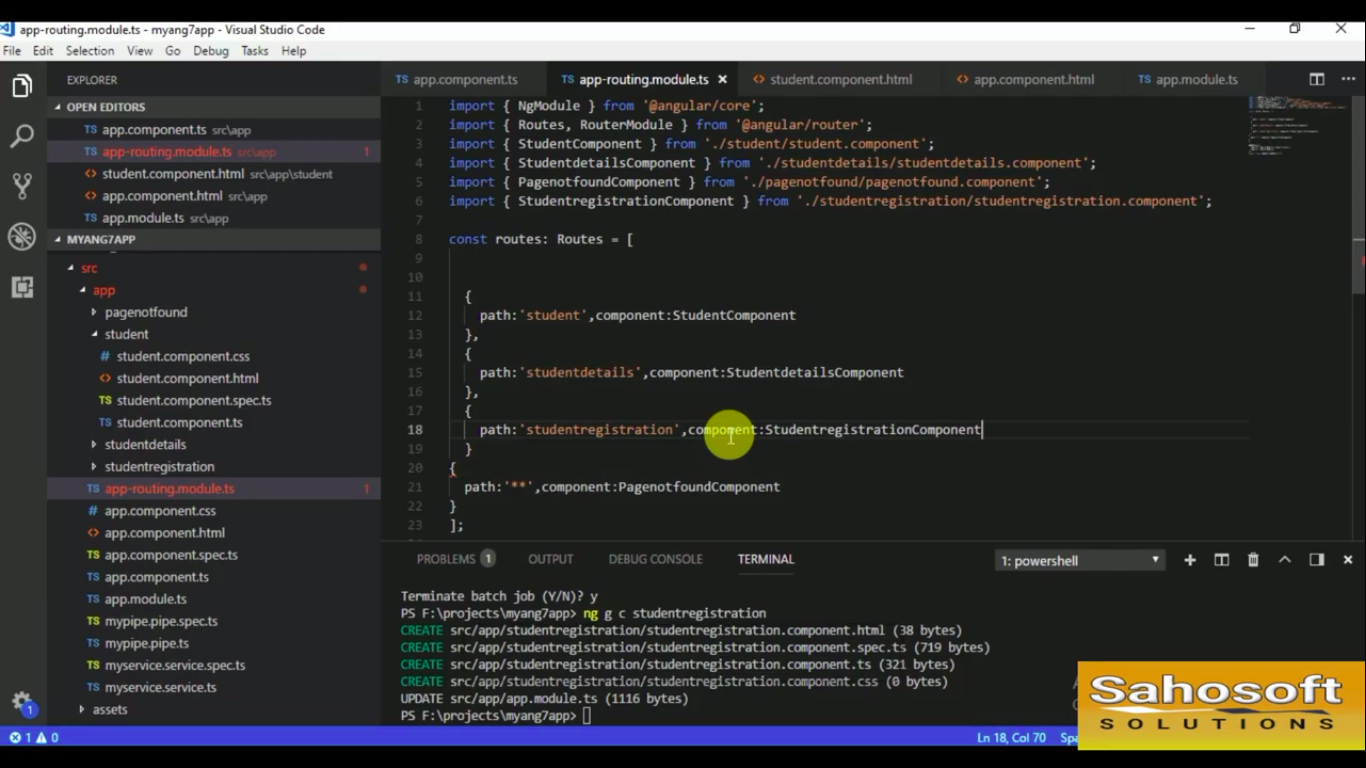 app-routing.module.ts - myang7app - Visual Studio Code
File Edit Selection View Go Debug Tasks Help
EXPLORER
OPEN EDITORS
TS app.component.ts src\app
TS app-routing.module.ts src\app 1
<> student.component.html src\app\student
<> app.component.html src\app
TS app.module.ts src\app
MYANG7APP
src
app
pagenotfound
student
# student.component.css
<> student.component.html
TS student.component.spec.ts
TS student.component.ts
studentdetails
studentregistration
TS app-routing.module.ts 1
# app.component.css
<> app.component.html
TS app.component.spec.ts
TS app.component.ts
TS app.module.ts
TS mypipe.pipe.spec.ts
TS mypipe.pipe.ts
TS myservice.service.spec.ts
TS myservice.service.ts
assets
1
TS app.component.ts TS app-routing.module.ts <> student.component.html <> app.component.html TS app.module.ts
1 import { NgModule } from '@angular/core';
2 import { Routes, RouterModule } from '@angular/router';
3 import { StudentComponent } from './student/student.component';
4 import { StudentdetailsComponent } from './studentdetails/studentdetails.component';
5 import { PagenotfoundComponent } from './pagenotfound/pagenotfound.component';
6 import { StudentregistrationComponent } from './studentregistration/studentregistration.component';
7
8 const routes: Routes = [
9
10
11 {
12 path:'student',component:StudentComponent
13 },
14 {
15 path:'studentdetails',component:StudentdetailsComponent
16 },
17 {
18 path:'studentregistration',component:StudentregistrationComponent
19 }
20 {
21 path:'**',component:PagenotfoundComponent
22 }
23 ];
PROBLEMS 1 OUTPUT DEBUG CONSOLE TERMINAL 1: powershell
Terminate batch job (Y/N)? y
PS F:\projects\myang7app> ng g c studentregistration
CREATE src/app/studentregistration/studentregistration.component.html (38 bytes)
CREATE src/app/studentregistration/studentregistration.component.spec.ts (719 bytes)
CREATE src/app/studentregistration/studentregistration.component.ts (321 bytes)
CREATE src/app/studentregistration/studentregistration.component.css (0 bytes)
UPDATE src/app/app.module.ts (1116 bytes)
PS F:\projects\myang7app>
Sahosoft
SOLUTIONS
1 0 Ln 18, Col 70